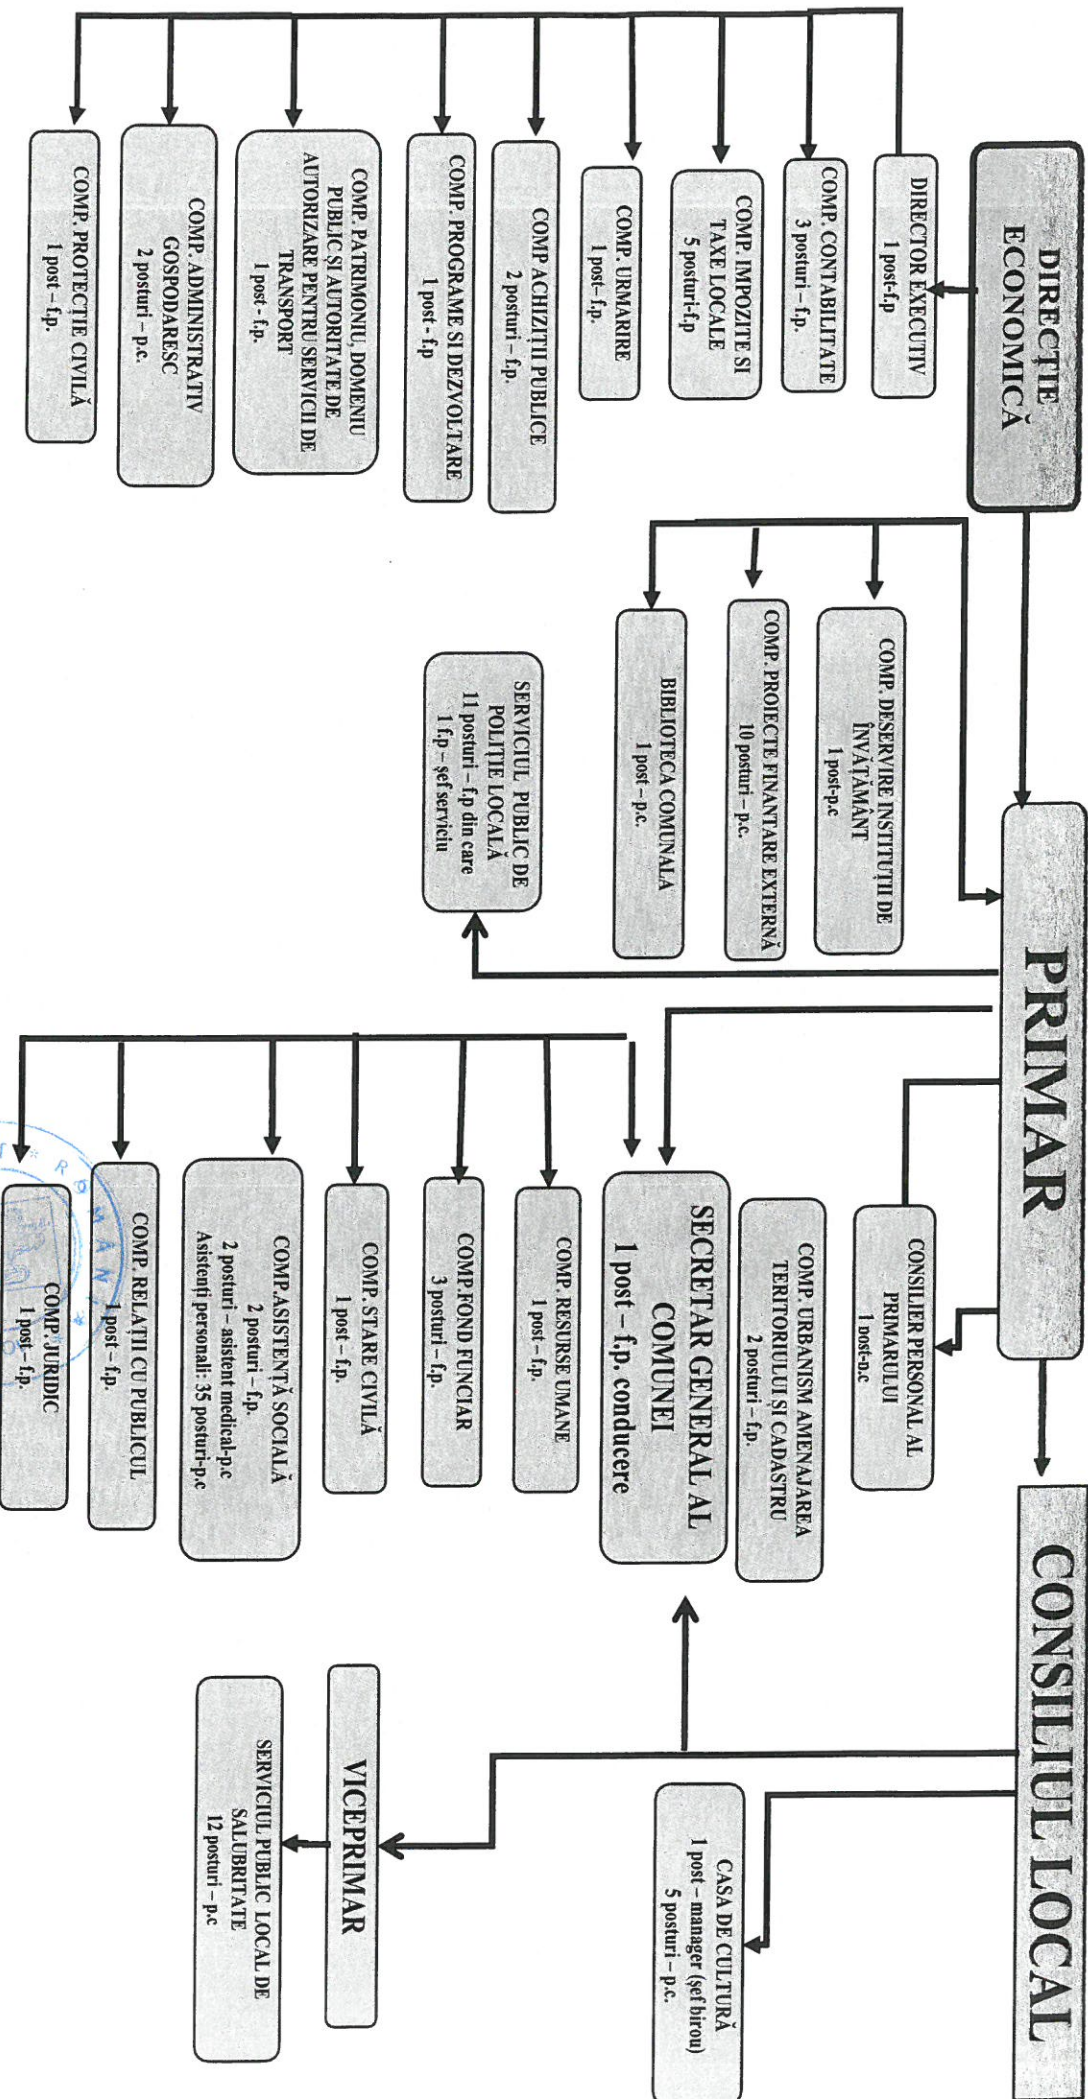 DIRECȚIE
ECONOMICĂ
PRIMAR
CONSILIUL LOCAL
DIRECTOR EXECUTIV
1 post-f.p
COMP. CONTABILITATE
3 posturi – f.p.
COMP. IMPOZITE SI
TAXE LOCALE
5 posturi-f.p
COMP. URMARIRE
1 post– f.p.
COMP ACHIZIȚII PUBLICE
2 posturi – f.p.
COMP. PROGRAME SI DEZVOLTARE
1 post - f.p
COMP. PATRIMONIU, DOMENIU
PUBLIC ȘI AUTORITATE DE
AUTORIZARE PENTRU SERVICII DE
TRANSPORT
1 post - f.p.
COMP. ADMINISTRATIV
GOSPODARESC
2 posturi – p.c.
COMP. PROTECTIE CIVILĂ
1 post – f.p.
COMP. DESERVIRE INSTITUȚII DE
ÎNVĂȚĂMÂNT
1 post-p.c
COMP. PROIECTE FINANTARE EXTERNĂ
10 posturi – p.c.
BIBLIOTECA COMUNALA
1 post – p.c.
SERVICIUL PUBLIC DE
POLIȚIE LOCALĂ
11 posturi – f.p din care
1 f.p – șef serviciu
CONSILIER PERSONAL AL
PRIMARULUI
1 post-p.c
COMP. URBANISM AMENAJAREA
TERITORIULUI ȘI CADASTRU
2 posturi – f.p.
SECRETAR GENERAL AL
COMUNEI
1 post – f.p. conducere
COMP. RESURSE UMANE
1 post – f.p.
COMP.FOND FUNCIAR
3 posturi – f.p.
COMP. STARE CIVILĂ
1 post – f.p.
COMP.ASISTENȚĂ SOCIALĂ
2 posturi – f.p.
2 posturi – asistent medical-p.c
Asistenți personali: 35 posturi-p.c
COMP. RELAȚII CU PUBLICUL
1 post – f.p.
COMP. JURIDIC
1 post – f.p.
CASA DE CULTURĂ
1 post – manager (șef birou)
5 posturi – p.c.
VICEPRIMAR
SERVICIUL PUBLIC LOCAL DE
SALUBRITATE
12 posturi – p.c
* ROMÂNI *